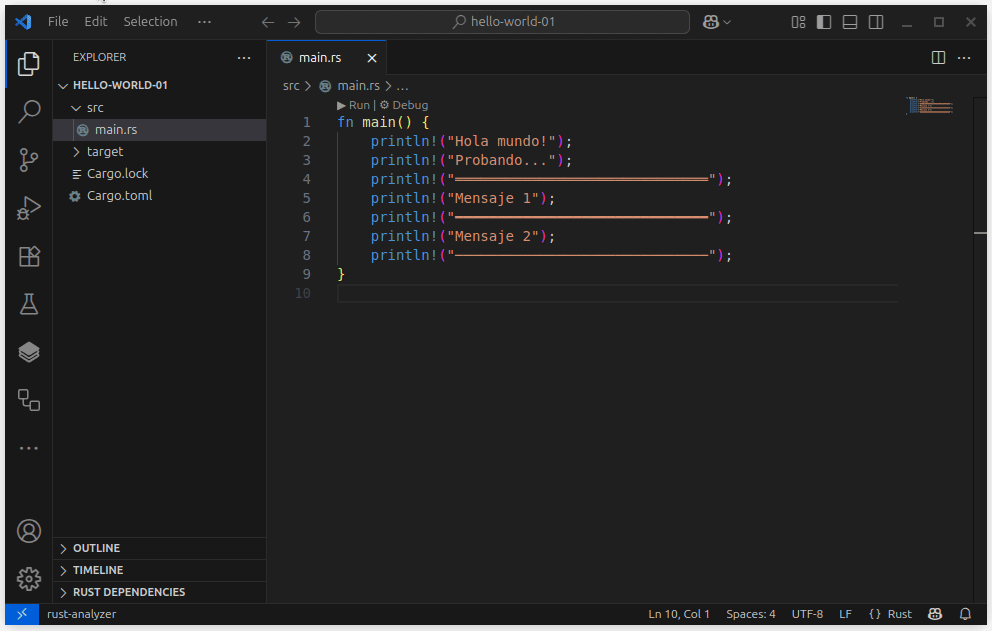 File Edit Selection ··· hello-world-01
EXPLORER ···
HELLO-WORLD-01
src
main.rs
target
Cargo.lock
Cargo.toml
OUTLINE
TIMELINE
RUST DEPENDENCIES
main.rs
src > main.rs > ...
Run | Debug
1 fn main() {
2 println!("Hola mundo!");
3 println!("Probando...");
4 println!("══════════════════════════════");
5 println!("Mensaje 1");
6 println!("━━━━━━━━━━━━━━━━━━━━━━━━━━━━━━");
7 println!("Mensaje 2");
8 println!("──────────────────────────────");
9 }
10
rust-analyzer Ln 10, Col 1 Spaces: 4 UTF-8 LF {} Rust